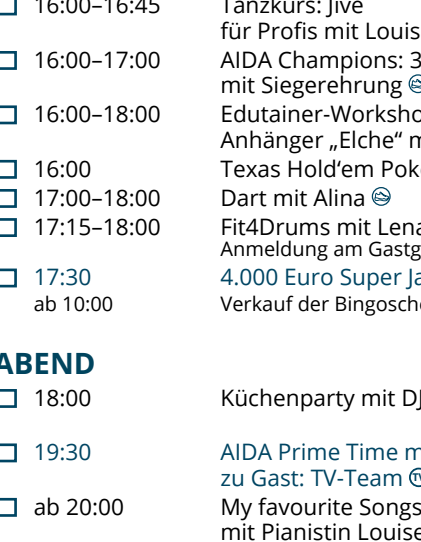 16:00–16:45 Tanzkurs: Jive
für Profis mit Louis
16:00–17:00 AIDA Champions: 3
mit Siegerehrung
16:00–18:00 Edutainer-Worksho
Anhänger „Elche“ m
16:00 Texas Hold‘em Pok
17:00–18:00 Dart mit Alina
17:15–18:00 Fit4Drums mit Lena
Anmeldung am Gastg
17:30 4.000 Euro Super Ja
ab 10:00 Verkauf der Bingosche
ABEND
18:00 Küchenparty mit DJ
19:30 AIDA Prime Time m
zu Gast: TV-Team
ab 20:00 My favourite Songs
mit Pianistin Louise